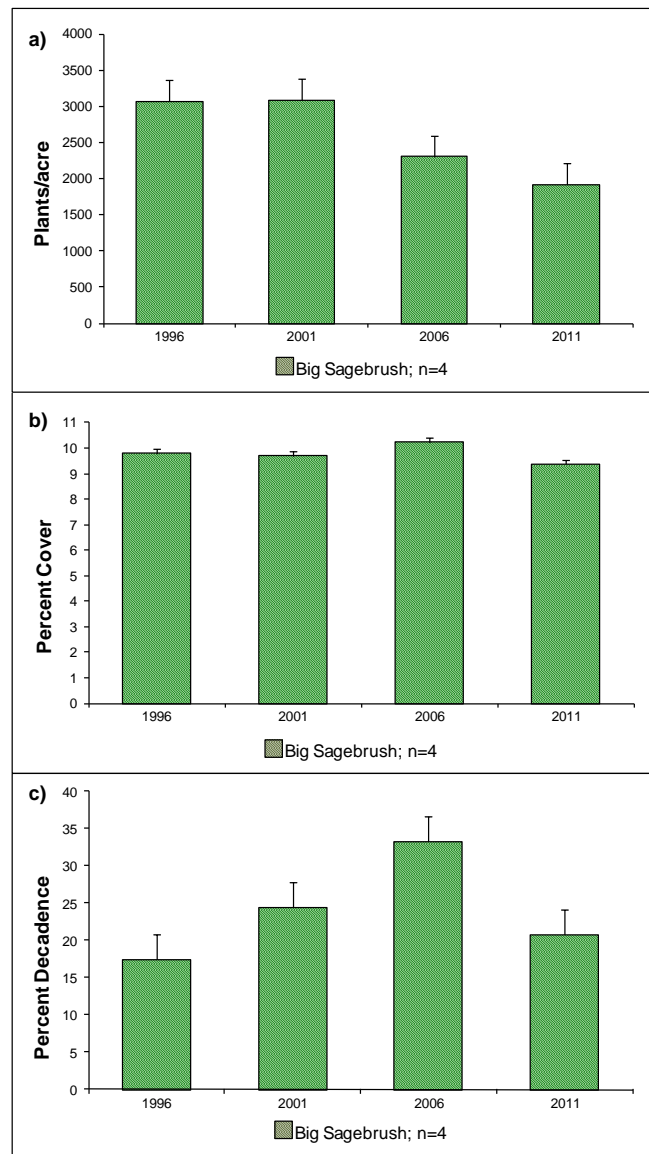 a)
Plants/acre
4000
3500
3000
2500
2000
1500
1000
500
0
1996 2001 2006 2011
Big Sagebrush; n=4
b)
Percent Cover
11
10
9
8
7
6
5
4
3
2
1
0
1996 2001 2006 2011
Big Sagebrush; n=4
c)
Percent Decadence
40
35
30
25
20
15
10
5
0
1996 2001 2006 2011
Big Sagebrush; n=4